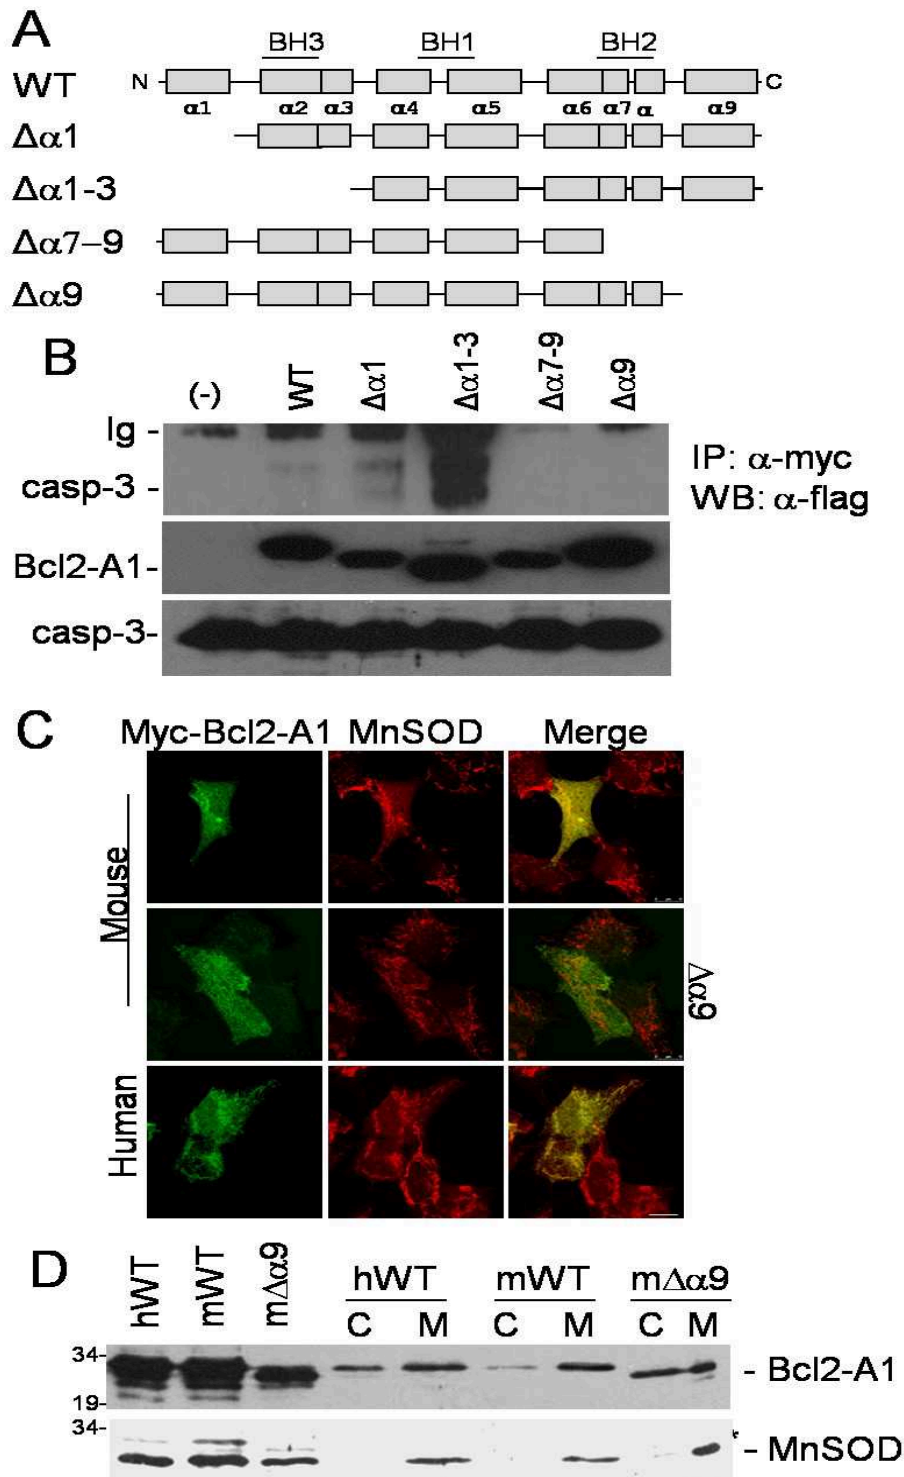 A
BH3 BH1 BH2
WT N C
α1 α2 α3 α4 α5 α6 α7 α α9
Δα1
Δα1-3
Δα7–9
Δα9
B
(-) WT Δα1 Δα1-3 Δα7-9 Δα9
Ig -
casp-3 -
IP: α-myc
WB: α-flag
Bcl2-A1-
casp-3-
C
Myc-Bcl2-A1 MnSOD Merge
Mouse
Δα9
Human
D
hWT mWT mΔα9 hWT mWT mΔα9
C M C M C M
34-
- Bcl2-A1
19-
34-
*
- MnSOD